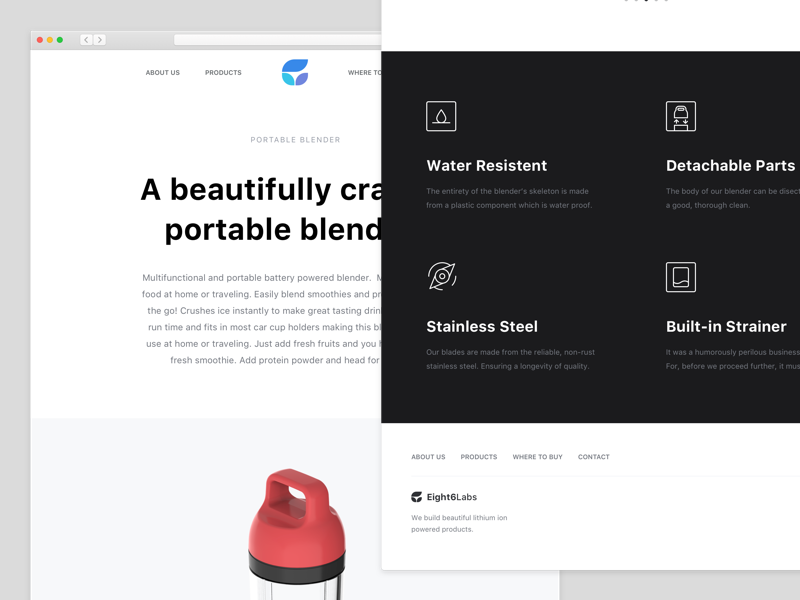 ABOUT US PRODUCTS WHERE TO
PORTABLE BLENDER
A beautifully cra
portable blend
Multifunctional and portable battery powered blender. M
food at home or traveling. Easily blend smoothies and pr
the go! Crushes ice instantly to make great tasting drin
run time and fits in most car cup holders making this bl
use at home or traveling. Just add fresh fruits and you h
fresh smoothie. Add protein powder and head for
Water Resistent
The entirety of the blender's skeleton is made
from a plastic component which is water proof.
Detachable Parts
The body of our blender can be disect
a good, thorough clean.
Stainless Steel
Our blades are made from the reliable, non-rust
stainless steel. Ensuring a longevity of quality.
Built-in Strainer
It was a humorously perilous business
For, before we proceed further, it mus
ABOUT US PRODUCTS WHERE TO BUY CONTACT
Eight6Labs
We build beautiful lithium ion
powered products.